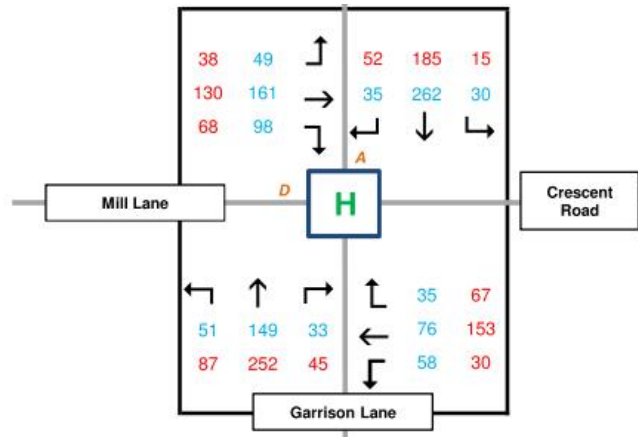 38 49 52 185 15
130 161 35 262 30
68 98
A
D
Mill Lane
H
Crescent
Road
35 67
51 149 33 76 153
87 252 45 58 30
Garrison Lane